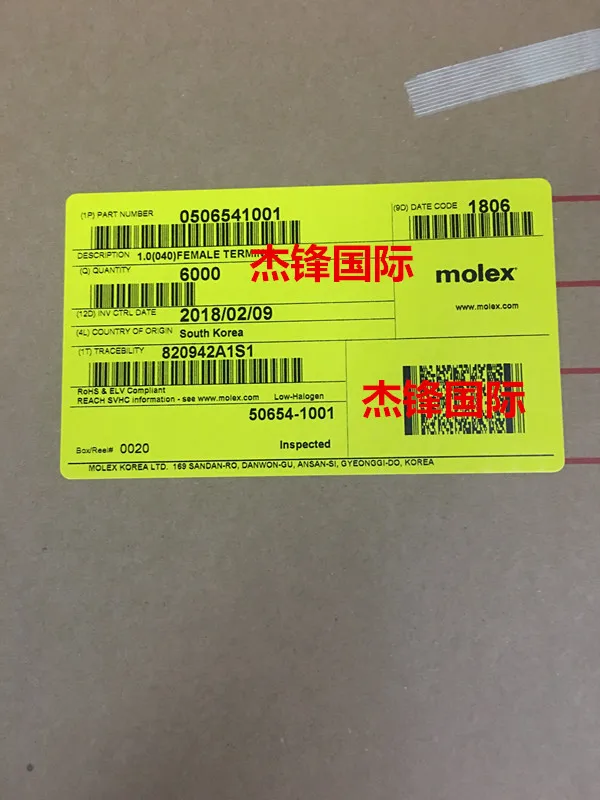 (1P) PART NUMBER 0506541001
(9D) DATE CODE 1806
DESCRIPTION 1.0(040)FEMALE
杰锋国际
(Q) QUANTITY 6000
molex
www.molex.com
(12D) INV CTRL DATE 2018/02/09
(4L) COUNTRY OF ORIGIN South Korea
(1T) TRACEBILITY 820942A1S1
RoHS & ELV Compliant
REACH SVHC information - see www.molex.com Low-Halogen
杰锋国际
50654-1001
Box/Reel# 0020
Inspected
MOLEX KOREA LTD. 169 SANDAN-RO, DANWON-GU, ANSAN-SI, GYEONGGI-DO, KOREA